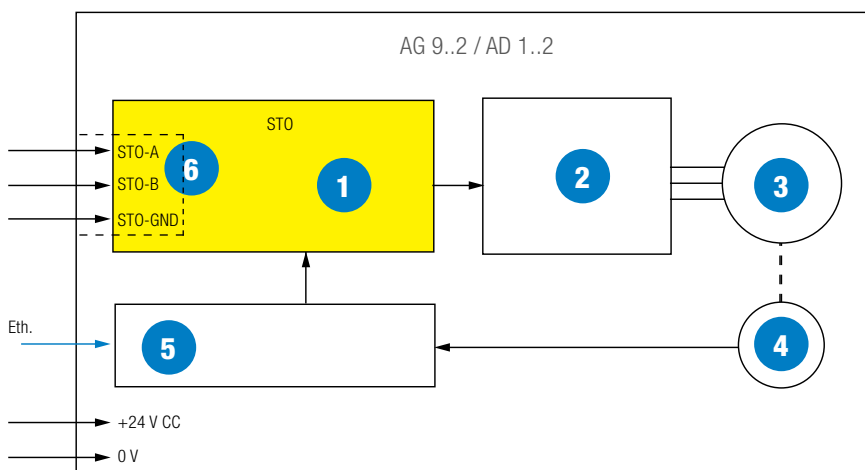 AG 9..2 / AD 1..2
STO
STO-A
6
STO-B
1
2
3
STO-GND
Eth.
5
4
+24 V CC
0 V